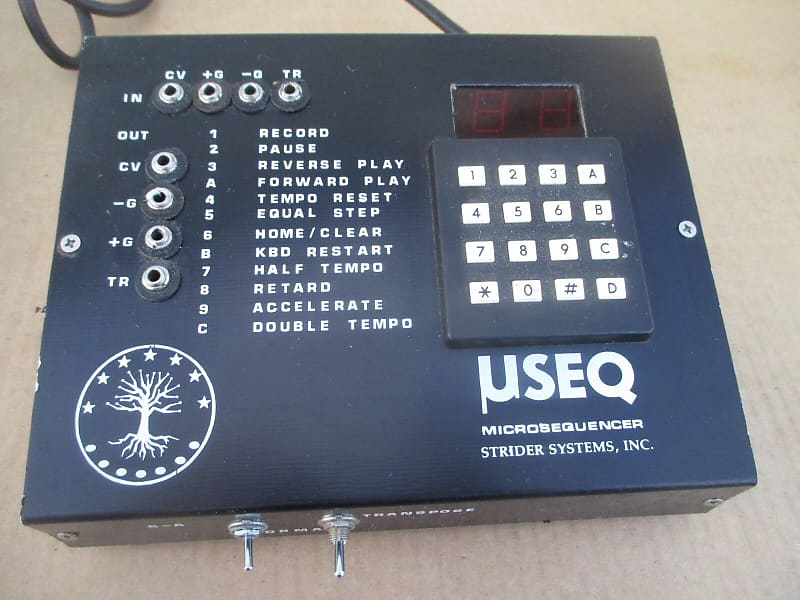 CV +G -G TR
IN
OUT
CV
-G
+G
TR
1 RECORD
2 PAUSE
3 REVERSE PLAY
A FORWARD PLAY
4 TEMPO RESET
5 EQUAL STEP
6 HOME/CLEAR
B KBD RESTART
7 HALF TEMPO
8 RETARD
9 ACCELERATE
C DOUBLE TEMPO
1 2 3 A
4 5 6 B
7 8 9 C
* 0 # D
µSEQ
MICROSEQUENCER
STRIDER SYSTEMS, INC.
TRANSPOSE